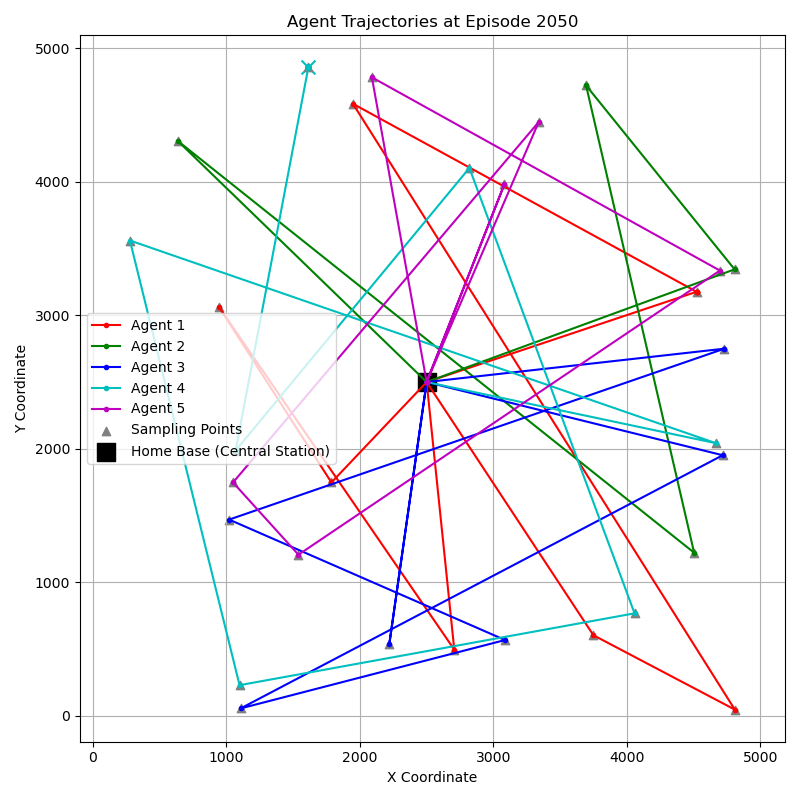 Agent Trajectories at Episode 2050
5000
4000
3000
2000
1000
0
Y Coordinate
Agent 1
Agent 2
Agent 3
Agent 4
Agent 5
Sampling Points
Home Base (Central Station)
0 1000 2000 3000 4000 5000
X Coordinate